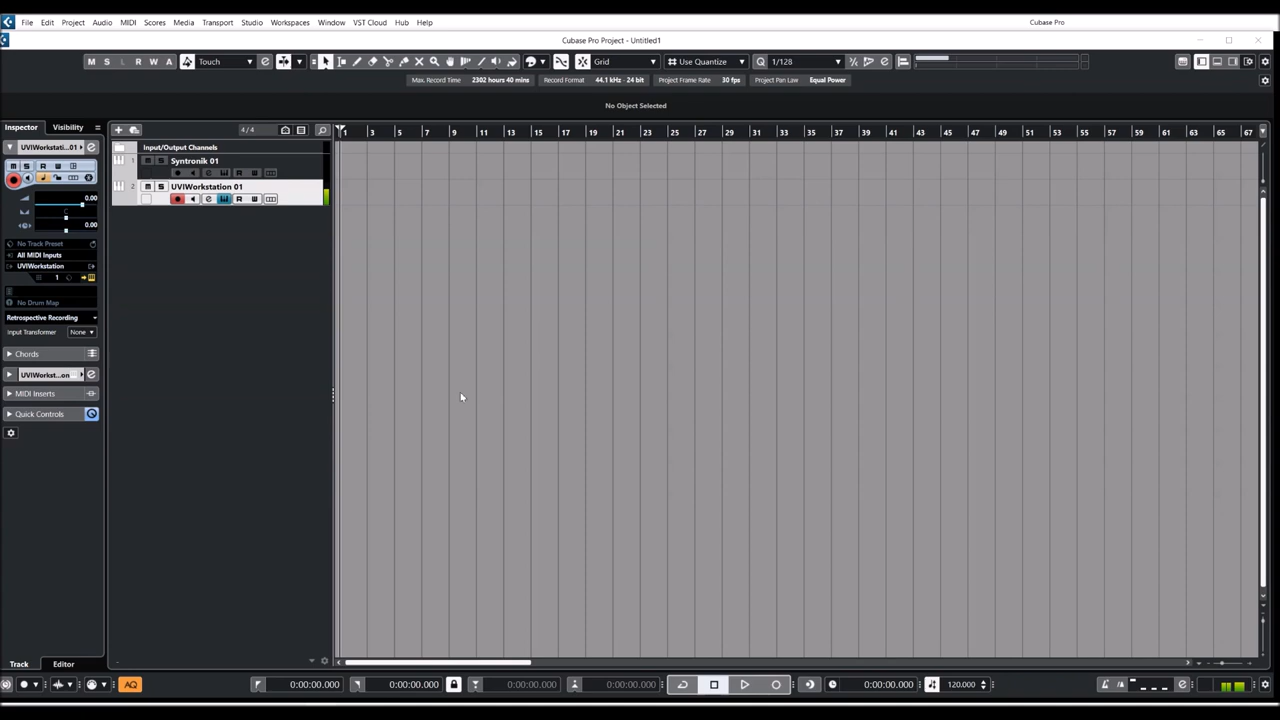 File Edit Project Audio MIDI Scores Media Transport Studio Workspaces Window VST Cloud Hub Help Cubase Pro
Cubase Pro Project - Untitled1
M S L R W A Touch Grid Use Quantize Q 1/128
Max. Record Time 2302 hours 40 mins Record Format 44.1 kHz - 24 bit Project Frame Rate 30 fps Project Pan Law Equal Power
No Object Selected
Inspector Visibility 4/4 1 3 5 7 9 11 13 15 17 19 21 23 25 27 29 31 33 35 37 39 41 43 45 47 49 51 53 55 57 59 61 63 65 67
UVIWorkstati...01 Input/Output Channels
M S R W 1 M S Syntronik 01
R W
2 M S UVIWorkstation 01
R W
0.00
C
0.00
No Track Preset
All MIDI Inputs
UVIWorkstation
1
No Drum Map
Retrospective Recording
Input Transformer None
Chords
UVIWorkst...on
MIDI Inserts
Quick Controls
Track Editor
AQ 0:00:00.000 0:00:00.000 0:00:00.000 0:00:00.000 0:00:00.000 120.000